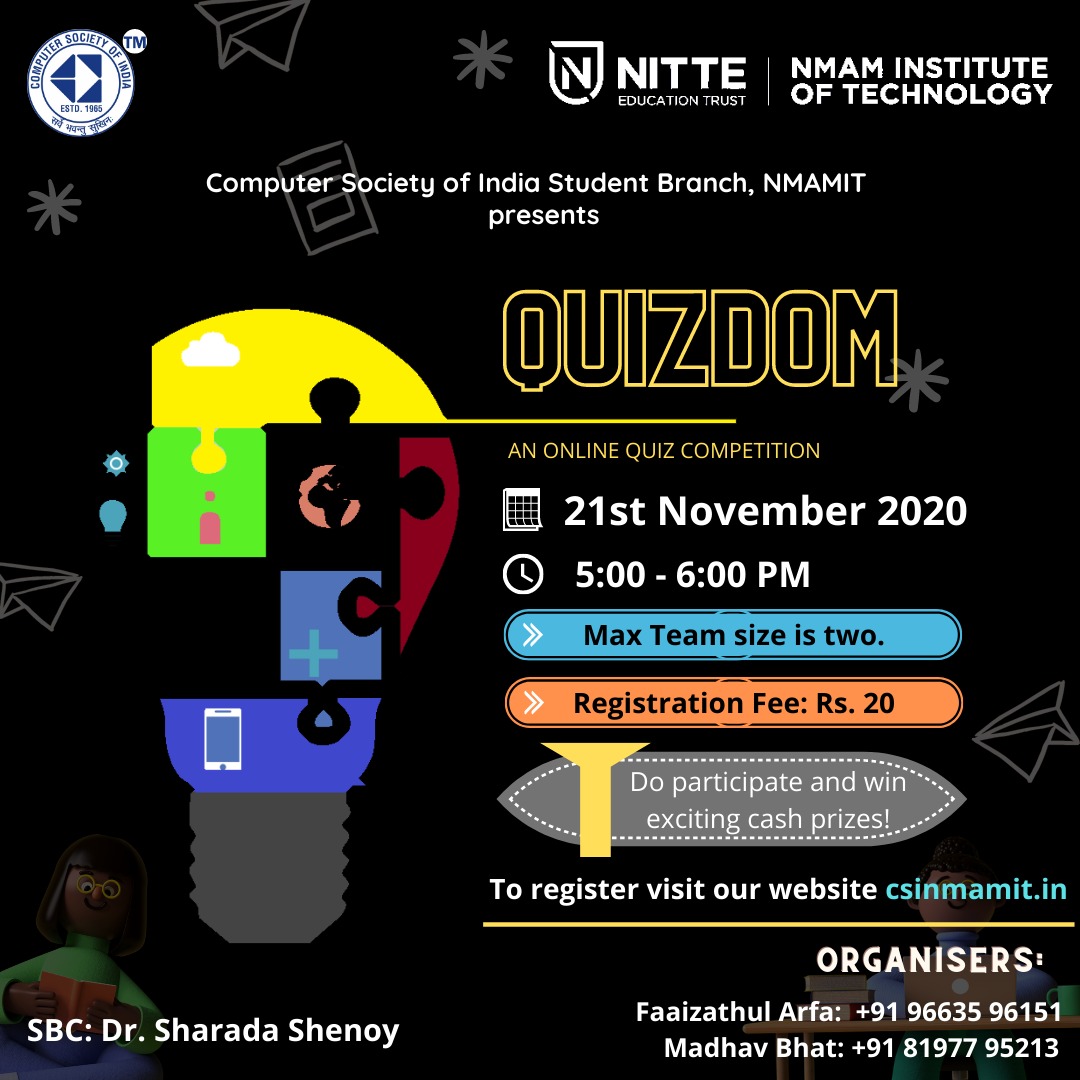 COMPUTER SOCIETY OF INDIA
TM
ESTD. 1965
सर्वे भवन्तु सुखिनः
N NITTE
EDUCATION TRUST
NMAM INSTITUTE
OF TECHNOLOGY
Computer Society of India Student Branch, NMAMIT
presents
QUIZDOM
AN ONLINE QUIZ COMPETITION
21st November 2020
5:00 - 6:00 PM
Max Team size is two.
Registration Fee: Rs. 20
Do participate and win
exciting cash prizes!
To register visit our website csinmamit.in
ORGANISERS:
Faaizathul Arfa: +91 96635 96151
Madhav Bhat: +91 81977 95213
SBC: Dr. Sharada Shenoy